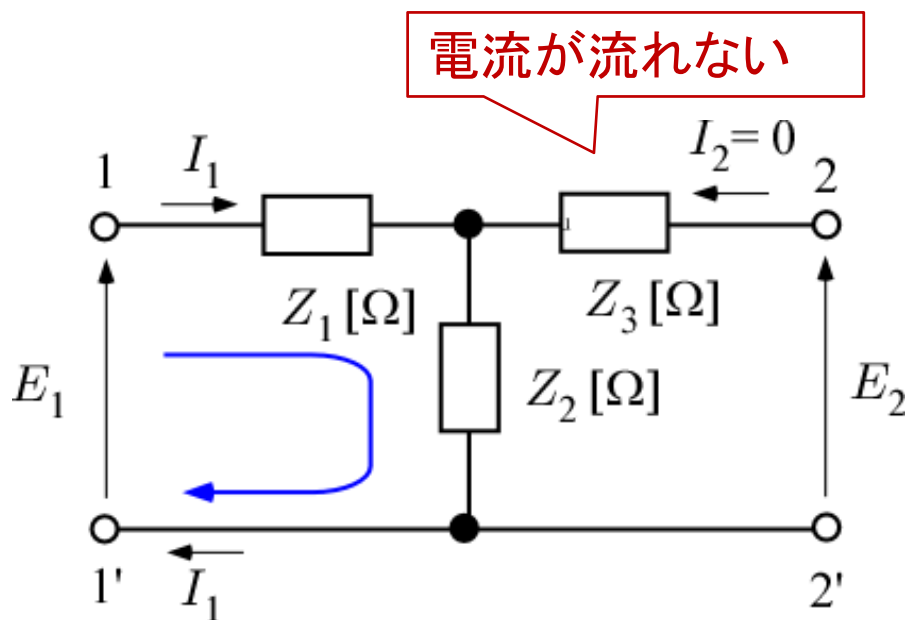 電流が流れない
I₂= 0
I₁
1
2
Z₁ [Ω]
Z₃ [Ω]
Z₂ [Ω]
E₁
E₂
1'
I₁
2'